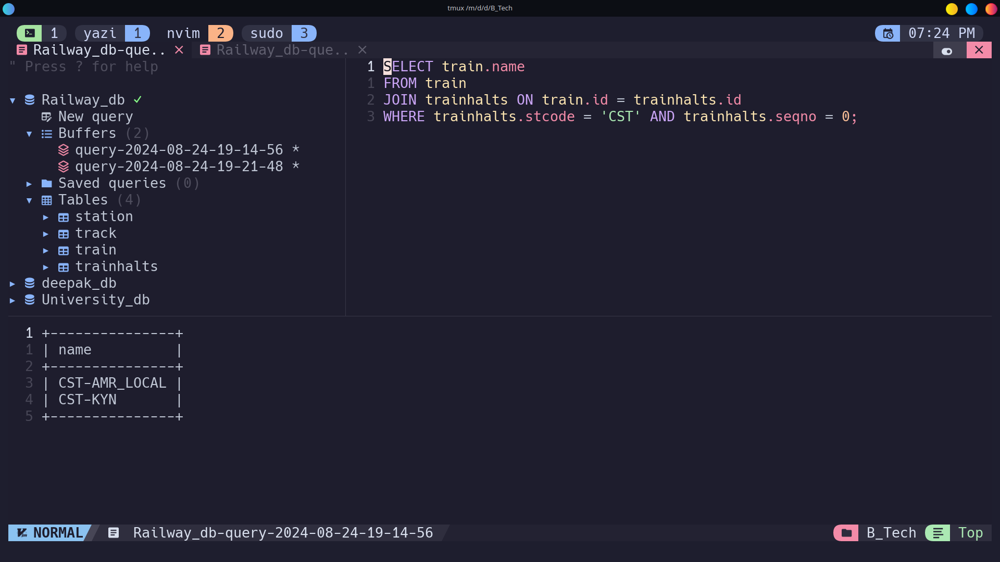 tmux /m/d/d/B_Tech
1 yazi 1 nvim 2 sudo 3 07:24 PM
Railway_db-que.. × Railway_db-que.. ×
" Press ? for help
▾ Railway_db ✓
New query
▾ Buffers (2)
query-2024-08-24-19-14-56 *
query-2024-08-24-19-21-48 *
▸ Saved queries (0)
▾ Tables (4)
▸ station
▸ track
▸ train
▸ trainhalts
▸ deepak_db
▸ University_db
1 SELECT train.name
1 FROM train
2 JOIN trainhalts ON train.id = trainhalts.id
3 WHERE trainhalts.stcode = 'CST' AND trainhalts.seqno = 0;
1 +---------------+
1 | name          |
2 +---------------+
3 | CST-AMR_LOCAL |
4 | CST-KYN       |
5 +---------------+
NORMAL Railway_db-query-2024-08-24-19-14-56 B_Tech Top